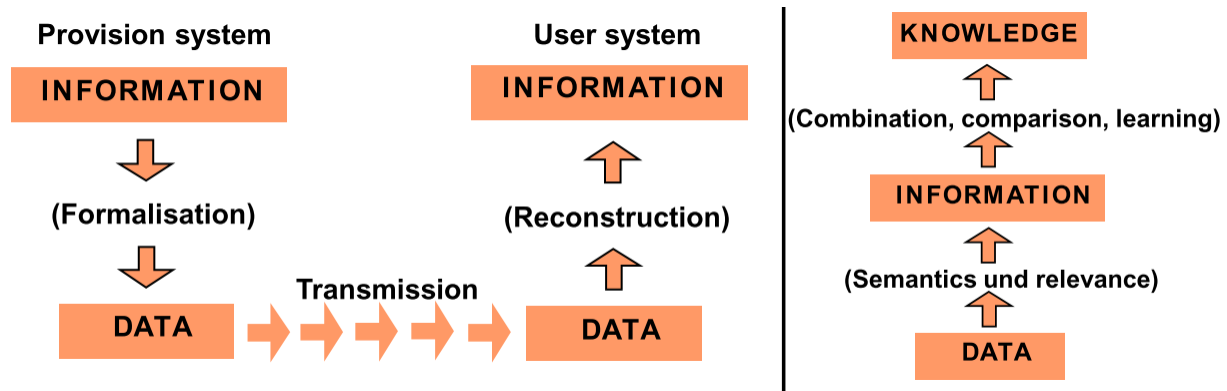 Provision system
INFORMATION
(Formalisation)
DATA
Transmission
User system
INFORMATION
(Reconstruction)
DATA
KNOWLEDGE
(Combination, comparison, learning)
INFORMATION
(Semantics und relevance)
DATA